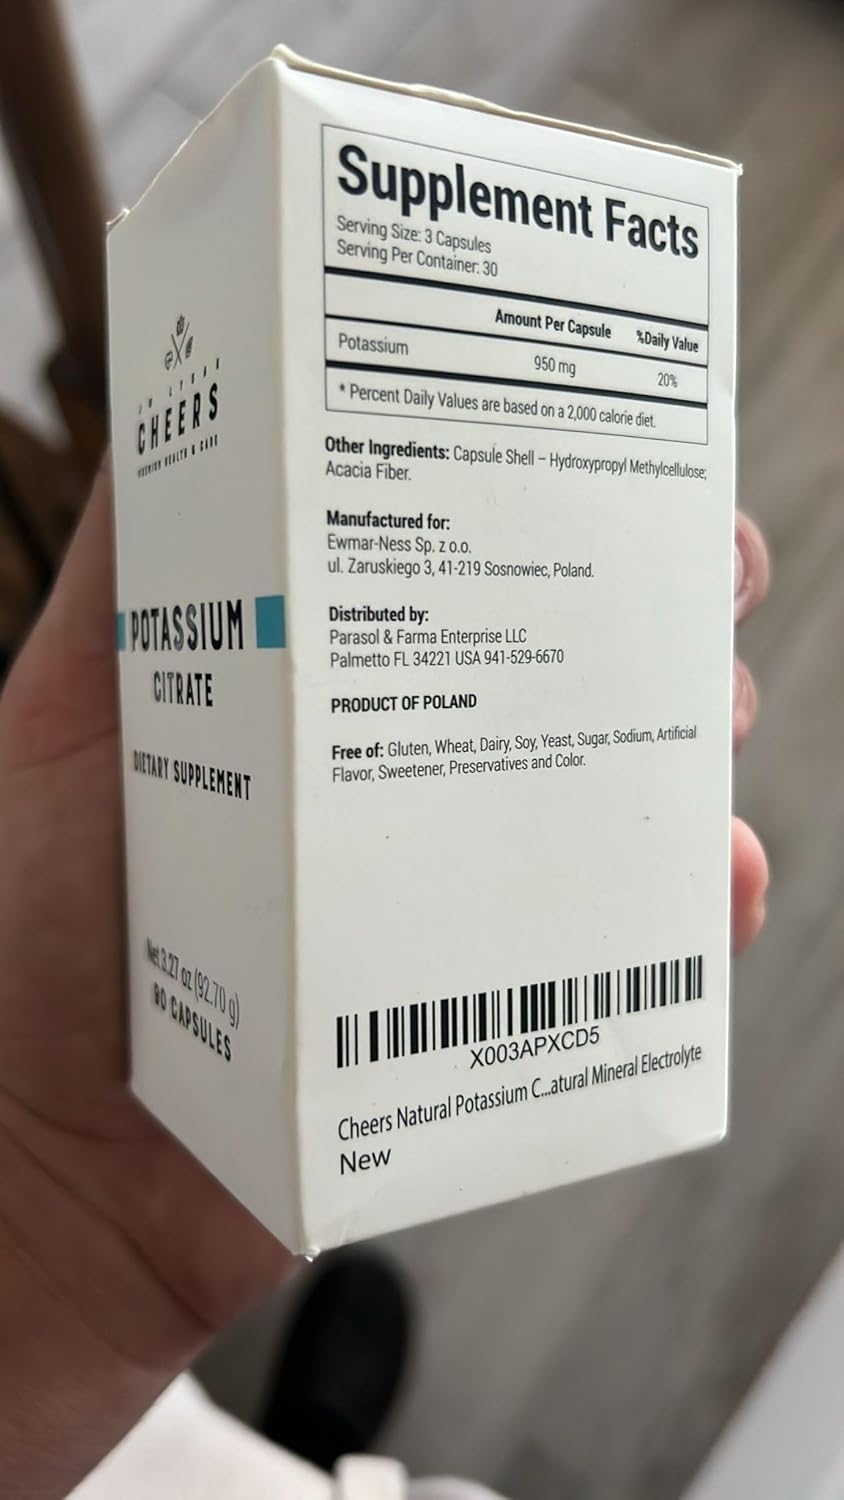 CHEERS
PREMIUM HEALTH & CARE
POTASSIUM
CITRATE
DIETARY SUPPLEMENT
Net 3.27 oz (92.70 g)
90 CAPSULES
Supplement Facts
Serving Size: 3 Capsules
Serving Per Container: 30
Amount Per Capsule %Daily Value
Potassium 950 mg 20%
* Percent Daily Values are based on a 2,000 calorie diet.
Other Ingredients: Capsule Shell – Hydroxypropyl Methylcellulose;
Acacia Fiber.
Manufactured for:
Ewmar-Ness Sp. z o.o.
ul. Zaruskiego 3, 41-219 Sosnowiec, Poland.
Distributed by:
Parasol & Farma Enterprise LLC
Palmetto FL 34221 USA 941-529-6670
PRODUCT OF POLAND
Free of: Gluten, Wheat, Dairy, Soy, Yeast, Sugar, Sodium, Artificial
Flavor, Sweetener, Preservatives and Color.
X003APXCD5
Cheers Natural Potassium C...atural Mineral Electrolyte
New